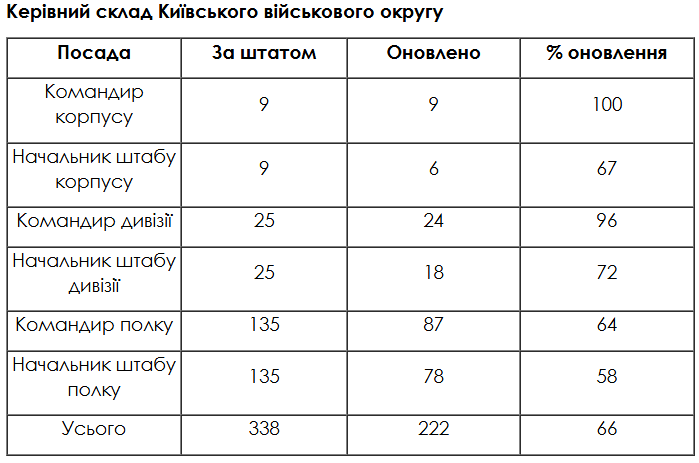 Керівний склад Київського військового округу
Посада За штатом Оновлено % оновлення
Командир
корпусу 9 9 100
Начальник штабу
корпусу 9 6 67
Командир дивізії 25 24 96
Начальник штабу
дивізії 25 18 72
Командир полку 135 87 64
Начальник штабу
полку 135 78 58
Усього 338 222 66